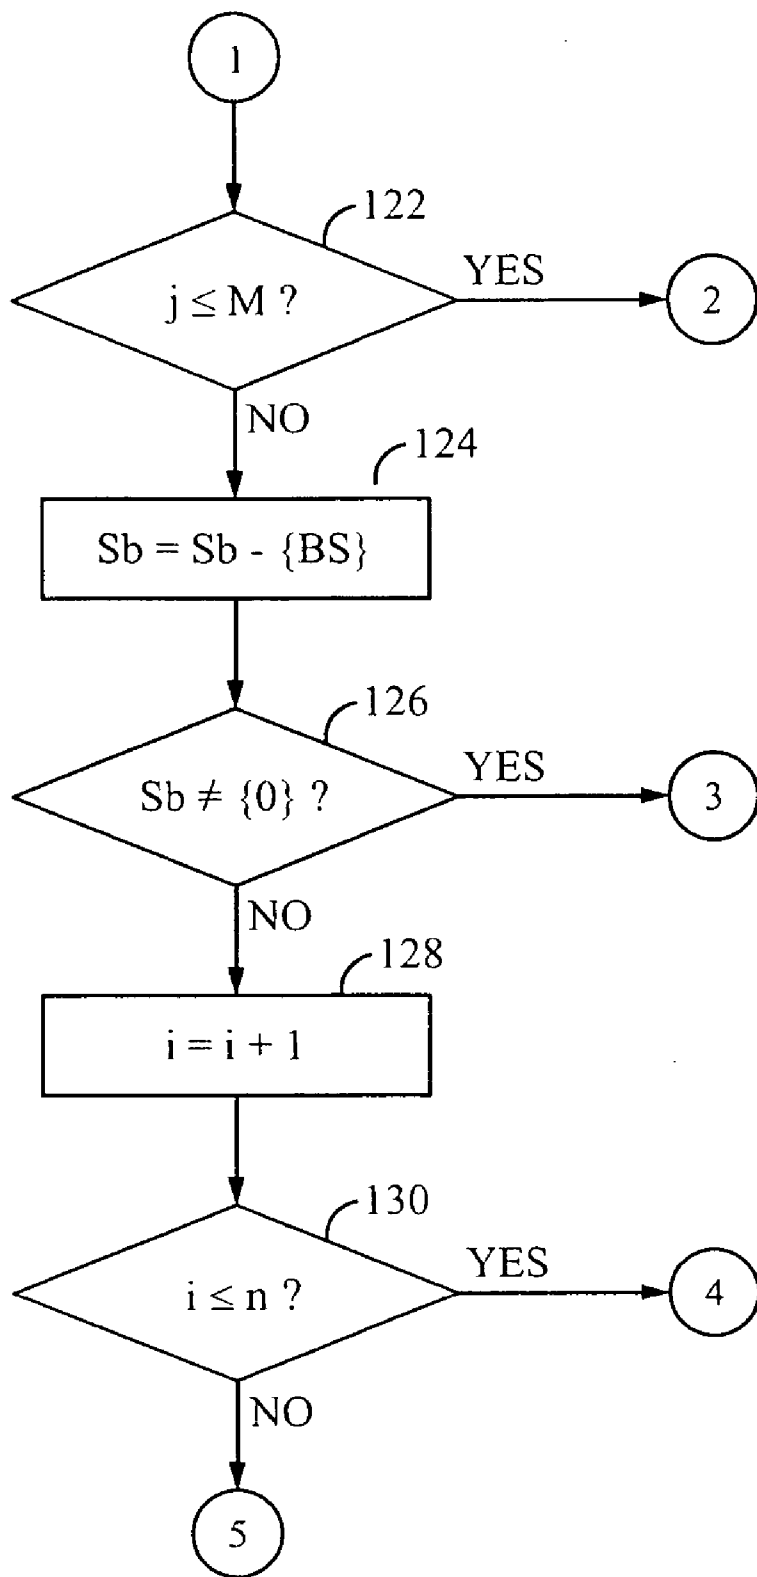 1
122
j ≤ M ?
YES
2
NO
124
Sb = Sb - {BS}
126
Sb ≠ {0} ?
YES
3
NO
128
i = i + 1
130
i ≤ n ?
YES
4
NO
5